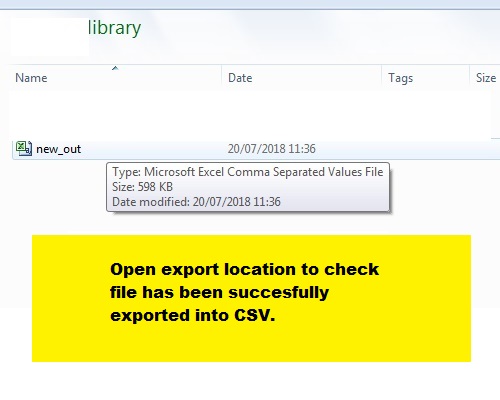 library
Name Date Tags Size
new_out 20/07/2018 11:36
Type: Microsoft Excel Comma Separated Values File
Size: 598 KB
Date modified: 20/07/2018 11:36
Open export location to check
file has been succesfully
exported into CSV.